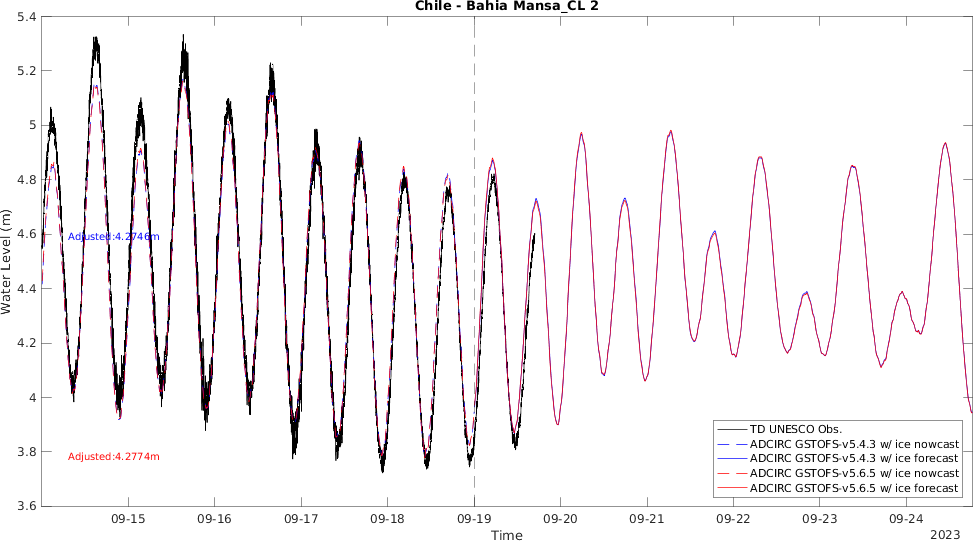 Chile - Bahia Mansa_CL 2
5.4
5.2
5
4.8
4.6
4.4
4.2
4
3.8
3.6
Water Level (m)
Adjusted:4.2746m
Adjusted:4.2774m
TD UNESCO Obs.
ADCIRC GSTOFS-v5.4.3 w/ ice nowcast
ADCIRC GSTOFS-v5.4.3 w/ ice forecast
ADCIRC GSTOFS-v5.6.5 w/ ice nowcast
ADCIRC GSTOFS-v5.6.5 w/ ice forecast
09-15 09-16 09-17 09-18 09-19 09-20 09-21 09-22 09-23 09-24
Time
2023